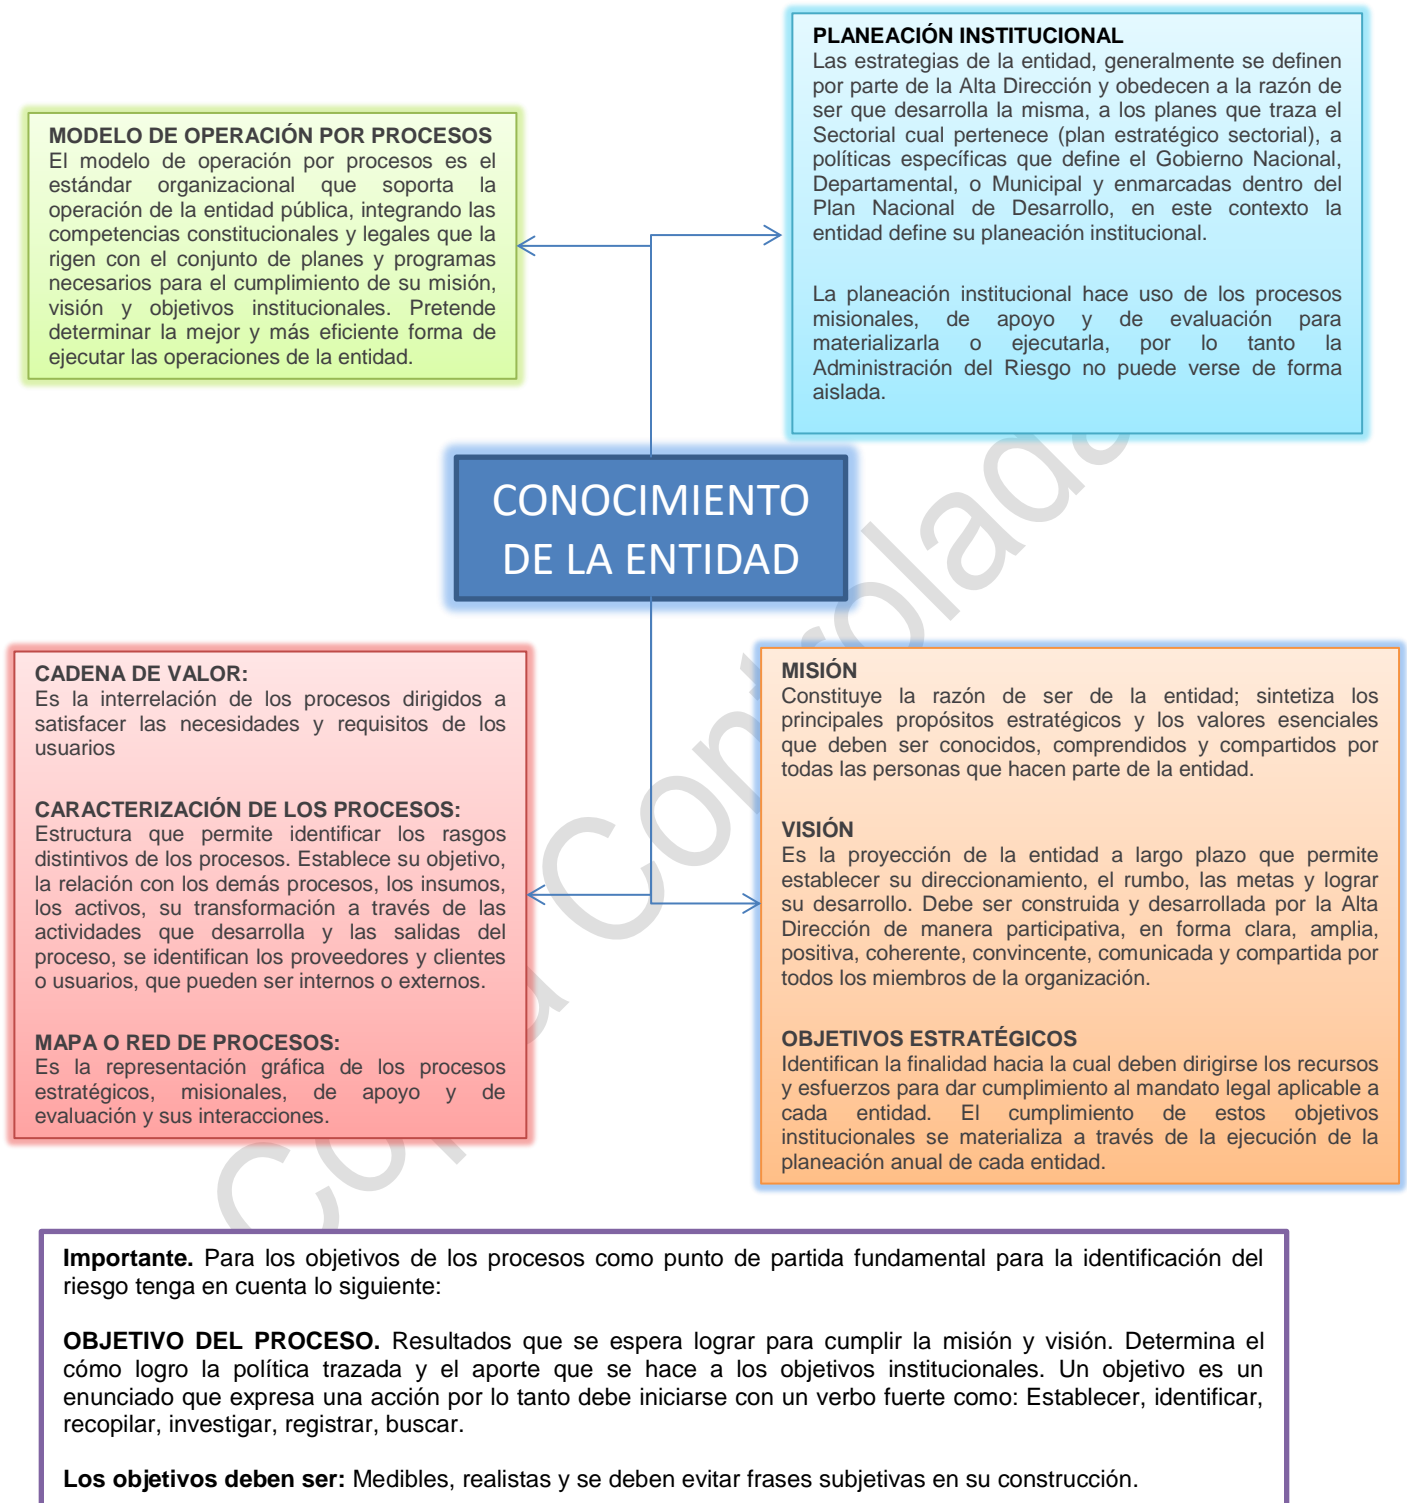 PLANEACIÓN INSTITUCIONAL
Las estrategias de la entidad, generalmente se definen
por parte de la Alta Dirección y obedecen a la razón de
ser que desarrolla la misma, a los planes que traza el
Sectorial cual pertenece (plan estratégico sectorial), a
políticas específicas que define el Gobierno Nacional,
Departamental, o Municipal y enmarcadas dentro del
Plan Nacional de Desarrollo, en este contexto la
entidad define su planeación institucional.
La planeación institucional hace uso de los procesos
misionales, de apoyo y de evaluación para
materializarla o ejecutarla, por lo tanto la
Administración del Riesgo no puede verse de forma
aislada.
MODELO DE OPERACIÓN POR PROCESOS
El modelo de operación por procesos es el
estándar organizacional que soporta la
operación de la entidad pública, integrando las
competencias constitucionales y legales que la
rigen con el conjunto de planes y programas
necesarios para el cumplimiento de su misión,
visión y objetivos institucionales. Pretende
determinar la mejor y más eficiente forma de
ejecutar las operaciones de la entidad.
CONOCIMIENTO
DE LA ENTIDAD
CADENA DE VALOR:
Es la interrelación de los procesos dirigidos a
satisfacer las necesidades y requisitos de los
usuarios
CARACTERIZACIÓN DE LOS PROCESOS:
Estructura que permite identificar los rasgos
distintivos de los procesos. Establece su objetivo,
la relación con los demás procesos, los insumos,
los activos, su transformación a través de las
actividades que desarrolla y las salidas del
proceso, se identifican los proveedores y clientes
o usuarios, que pueden ser internos o externos.
MAPA O RED DE PROCESOS:
Es la representación gráfica de los procesos
estratégicos, misionales, de apoyo y de
evaluación y sus interacciones.
MISIÓN
Constituye la razón de ser de la entidad; sintetiza los
principales propósitos estratégicos y los valores esenciales
que deben ser conocidos, comprendidos y compartidos por
todas las personas que hacen parte de la entidad.
VISIÓN
Es la proyección de la entidad a largo plazo que permite
establecer su direccionamiento, el rumbo, las metas y lograr
su desarrollo. Debe ser construida y desarrollada por la Alta
Dirección de manera participativa, en forma clara, amplia,
positiva, coherente, convincente, comunicada y compartida por
todos los miembros de la organización.
OBJETIVOS ESTRATÉGICOS
Identifican la finalidad hacia la cual deben dirigirse los recursos
y esfuerzos para dar cumplimiento al mandato legal aplicable a
cada entidad. El cumplimiento de estos objetivos
institucionales se materializa a través de la ejecución de la
planeación anual de cada entidad.
Importante. Para los objetivos de los procesos como punto de partida fundamental para la identificación del
riesgo tenga en cuenta lo siguiente:
OBJETIVO DEL PROCESO. Resultados que se espera lograr para cumplir la misión y visión. Determina el
cómo logro la política trazada y el aporte que se hace a los objetivos institucionales. Un objetivo es un
enunciado que expresa una acción por lo tanto debe iniciarse con un verbo fuerte como: Establecer, identificar,
recopilar, investigar, registrar, buscar.
Los objetivos deben ser: Medibles, realistas y se deben evitar frases subjetivas en su construcción.